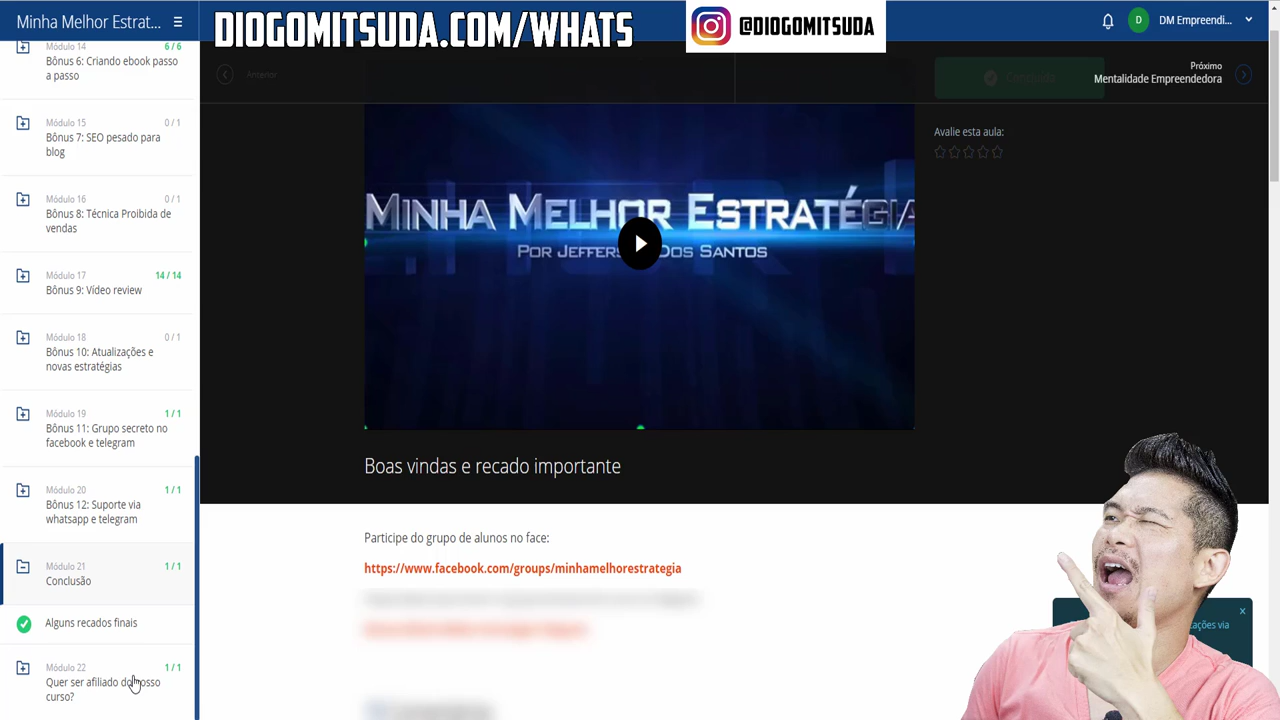 Minha Melhor Estrat...
DIOGOMITSUDA.COM/WHATS
@DIOGOMITSUDA
D
DM Empreendi...
Módulo 14
6 / 6
Bônus 6: Criando ebook passo
a passo
Módulo 15
0 / 1
Bônus 7: SEO pesado para
blog
Módulo 16
0 / 1
Bônus 8: Técnica Proibida de
vendas
Módulo 17
14 / 14
Bônus 9: Vídeo review
Módulo 18
0 / 1
Bônus 10: Atualizações e
novas estratégias
Módulo 19
1 / 1
Bônus 11: Grupo secreto no
facebook e telegram
Módulo 20
1 / 1
Bônus 12: Suporte via
whatsapp e telegram
Módulo 21
1 / 1
Conclusão
Alguns recados finais
Módulo 22
1 / 1
Quer ser afiliado do nosso
curso?
Anterior
Concluída
Próximo
Mentalidade Empreendedora
Avalie esta aula:
MINHA MELHOR ESTRATÉGIA
POR JEFFERS DOS SANTOS
Boas vindas e recado importante
Participe do grupo de alunos no face:
https://www.facebook.com/groups/minhamelhorestrategia
x
cações via